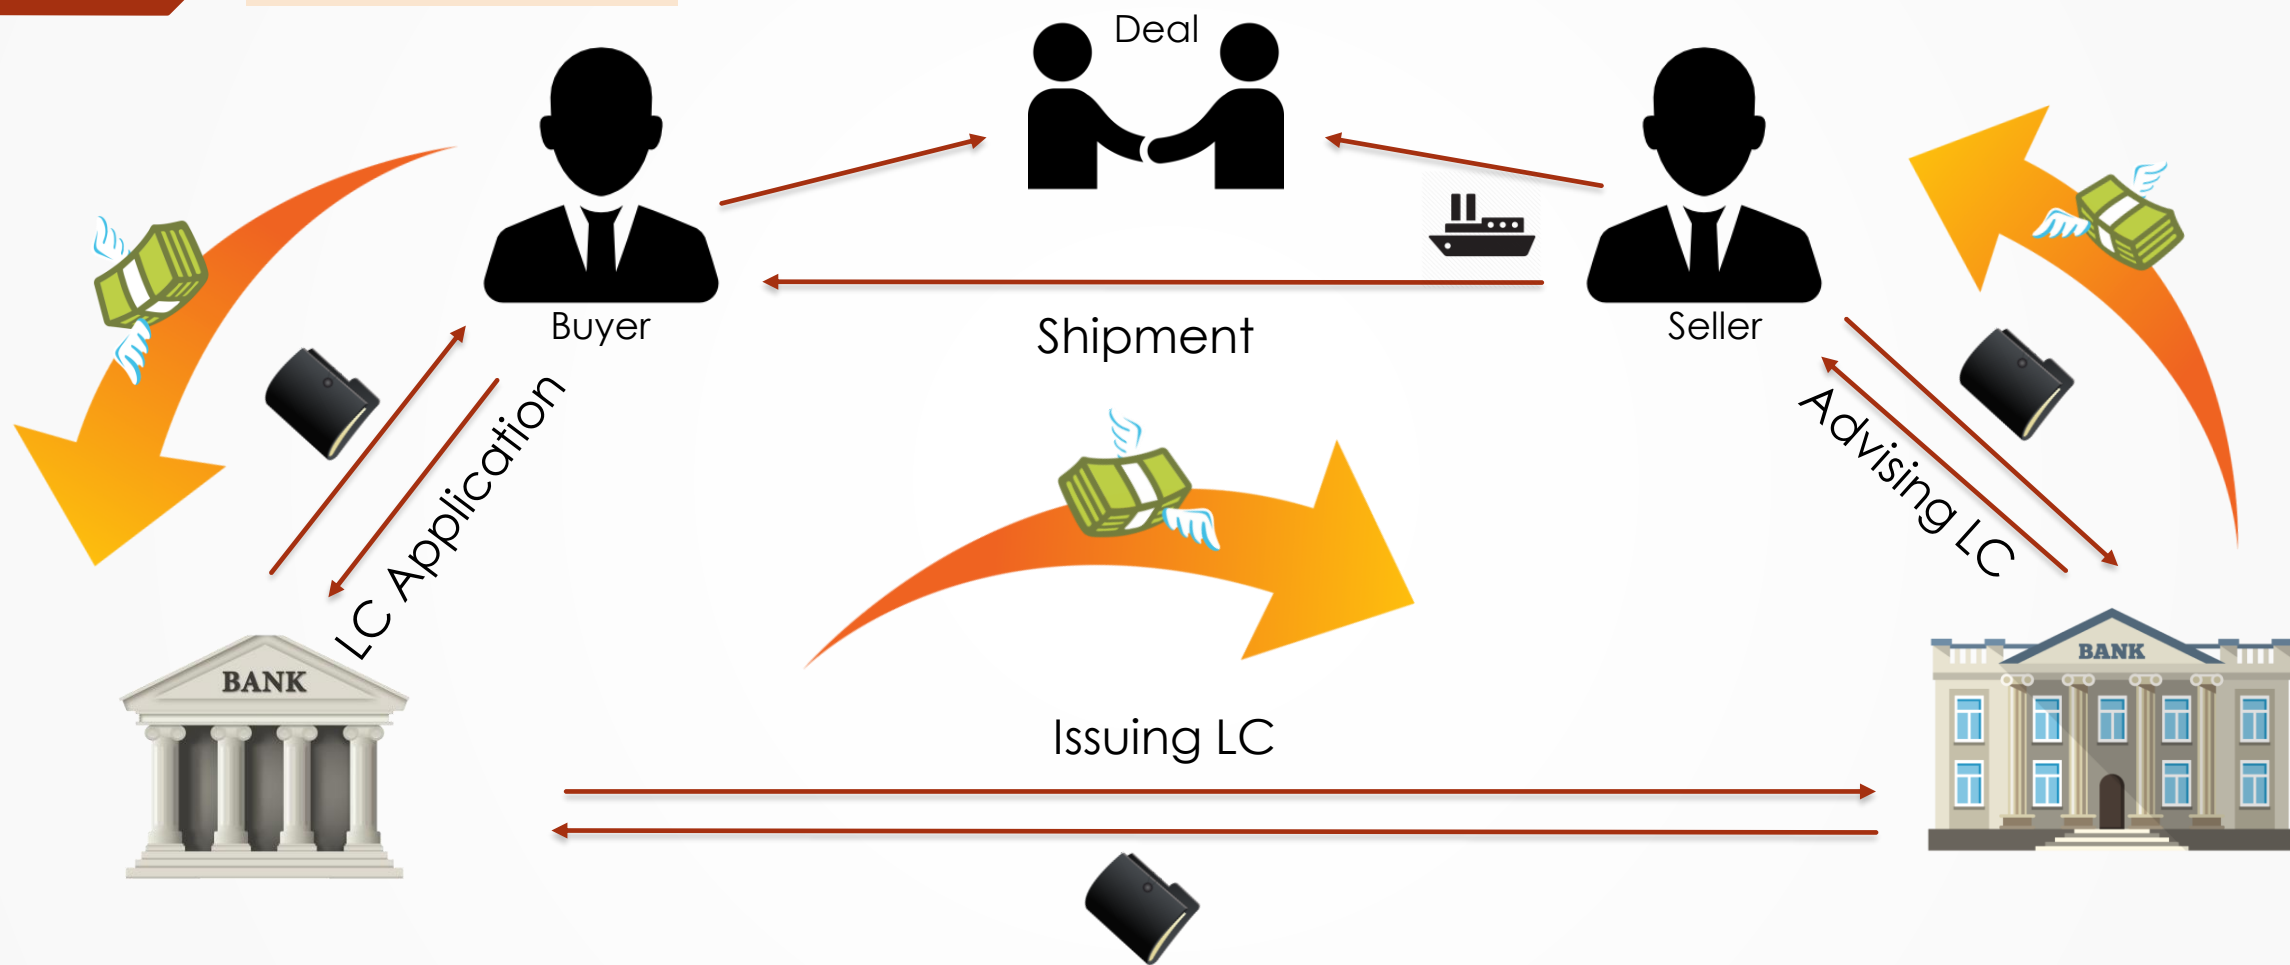 Deal
Buyer
Seller
Shipment
LC Application
Advising LC
BANK
BANK
Issuing LC